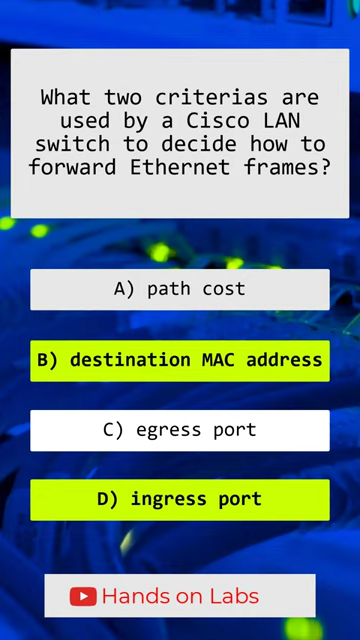 What two criterias are
used by a Cisco LAN
switch to decide how to
forward Ethernet frames?
A) path cost
B) destination MAC address
C) egress port
D) ingress port
Hands on Labs